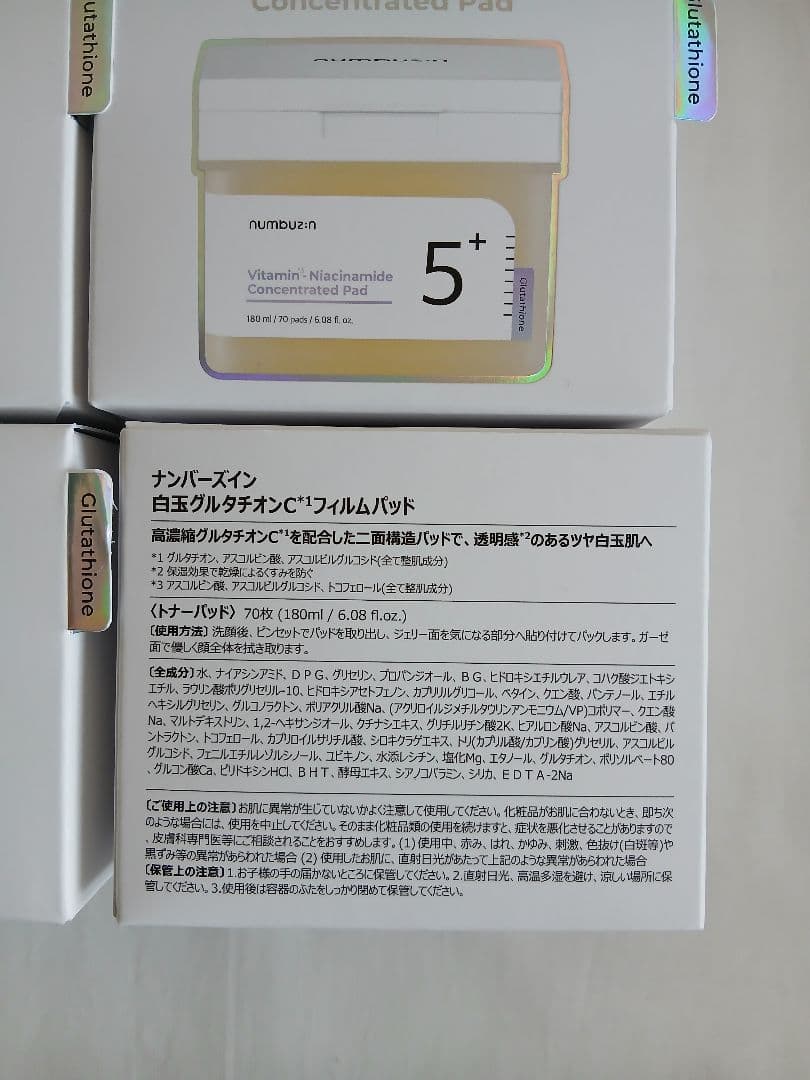 Concentrated Pad
Glutathione
Glutathione
numbuz:n
numbuz:n
Vitamin*³- Niacinamide
Concentrated Pad
180 ml / 70 pads / 6.08 fl. oz.
5+
Glutathione
Glutathione
ナンバーズイン
白玉グルタチオンC*1フィルムパッド
高濃縮グルタチオンC*1を配合した二面構造パッドで、透明感*2のあるツヤ白玉肌へ
*1 グルタチオン、アスコルビン酸、アスコルビルグルコシド(全て整肌成分)
*2 保湿効果で乾燥によるくすみを防ぐ
*3 アスコルビン酸、アスコルビルグルコシド、トコフェロール(全て整肌成分)
〈トナーパッド〉 70枚 (180ml / 6.08 fl.oz.)
〔使用方法〕洗顔後、ピンセットでパッドを取り出し、ジェリー面を気になる部分へ貼り付けてパックします。ガーゼ
面で優しく顔全体を拭き取ります。
〔全成分〕水、ナイアシンアミド、DPG、グリセリン、プロパンジオール、BG、ヒドロキシエチルウレア、コハク酸ジエトキシ
エチル、ラウリン酸ポリグリセリル-10、ヒドロキシアセトフェノン、カプリリルグリコール、ベタイン、クエン酸、パンテノール、エチル
ヘキシルグリセリン、グルコノラクトン、ポリアクリル酸Na、(アクリロイルジメチルタウリンアンモニウム/VP)コポリマー、クエン酸
Na、マルトデキストリン、1,2-ヘキサンジオール、クチナシエキス、グリチルリチン酸2K、ヒアルロン酸Na、アスコルビン酸、パ
ントラクトン、トコフェロール、カプリロイルサリチル酸、シロキクラゲエキス、トリ(カプリル酸/カプリン酸)グリセリル、アスコルビル
グルコシド、フェニルエチルレゾルシノール、ユビキノン、水添レシチン、塩化Mg、エタノール、グルタチオン、ポリソルベート80
、グルコン酸Ca、ピリドキシンHCl、BHT、酵母エキス、シアノコバラミン、シリカ、EDTA-2Na
〔ご使用上の注意〕お肌に異常が生じていないかよく注意して使用してください。化粧品がお肌に合わないとき、即ち次
のような場合には、使用を中止してください。そのまま化粧品類の使用を続けますと、症状を悪化させることがありますので
、皮膚科専門医等にご相談されることをおすすめします。(1)使用中、赤み、はれ、かゆみ、刺激、色抜け(白斑等)や
黒ずみ等の異常があらわれた場合 (2) 使用したお肌に、直射日光があたって上記のような異常があらわれた場合
〔保管上の注意〕1.お子様の手の届かないところに保管してください。2.直射日光、高温多湿を避け、涼しい場所に保
管してください。3.使用後は容器のふたをしっかり閉めて保管してください。